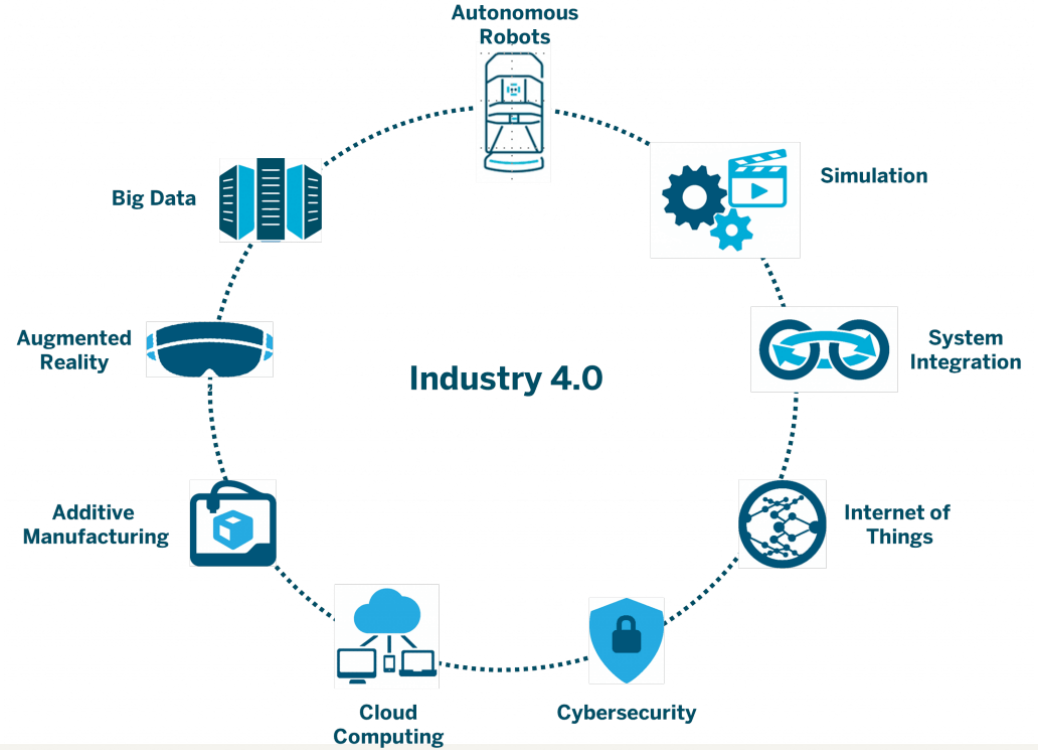 Autonomous
Robots
Simulation
Big Data
System
Integration
Augmented
Reality
Industry 4.0
Internet of
Things
Additive
Manufacturing
Cybersecurity
Cloud
Computing